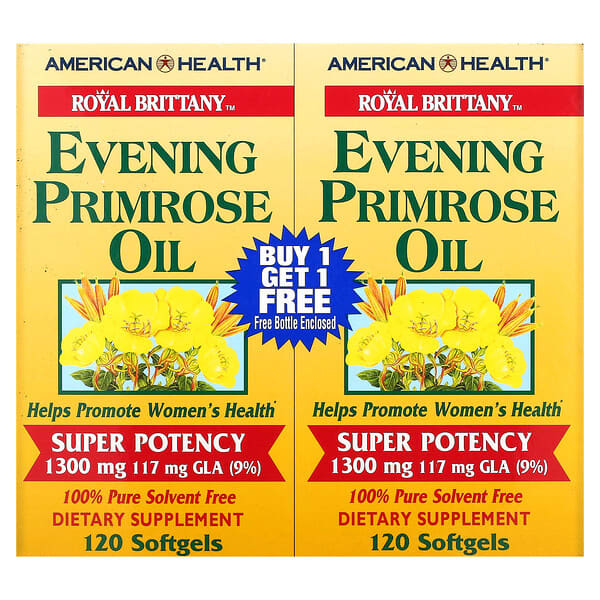 AMERICAN HEALTH®
ROYAL BRITTANY™
EVENING
PRIMROSE
OIL
Helps Promote Women's Health*
SUPER POTENCY
1300 mg 117 mg GLA (9%)
100% Pure Solvent Free
DIETARY SUPPLEMENT
120 Softgels
BUY 1
GET 1
FREE
Free Bottle Enclosed
AMERICAN HEALTH®
ROYAL BRITTANY™
EVENING
PRIMROSE
OIL
Helps Promote Women's Health*
SUPER POTENCY
1300 mg 117 mg GLA (9%)
100% Pure Solvent Free
DIETARY SUPPLEMENT
120 Softgels